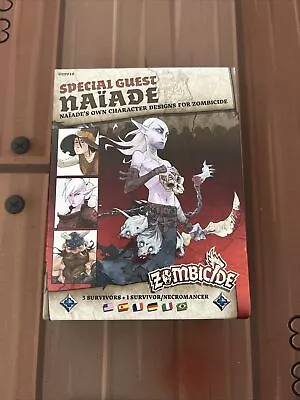 SPECIAL GUEST
NAÏADE
NAÏADE'S OWN CHARACTER DESIGNS FOR ZOMBICIDE
ZOMBICIDE
3 SURVIVORS + 1 SURVIVOR/NECROMANCER